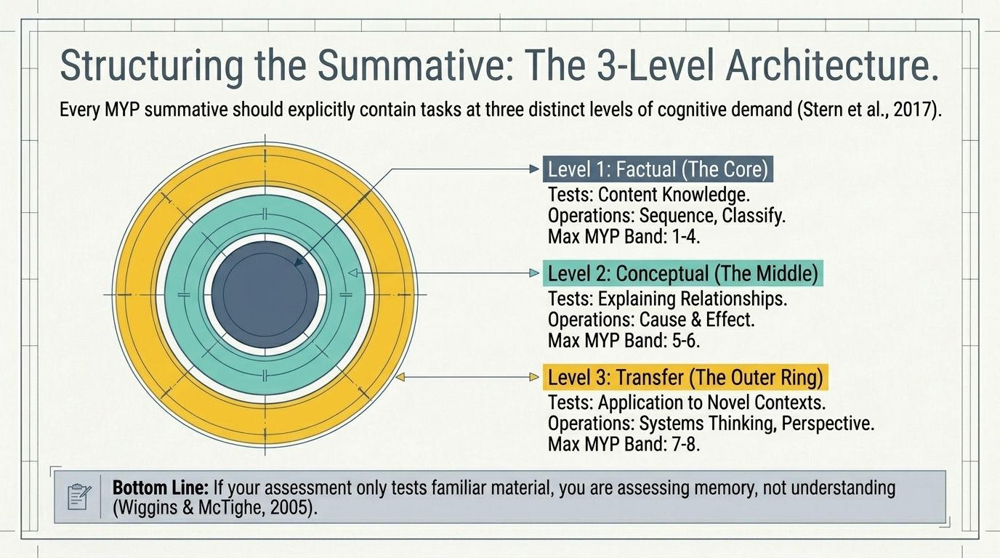 Structuring the Summative: The 3-Level Architecture.
Every MYP summative should explicitly contain tasks at three distinct levels of cognitive demand (Stern et al., 2017).
Level 1: Factual (The Core)
Tests: Content Knowledge.
Operations: Sequence, Classify.
Max MYP Band: 1-4.
Level 2: Conceptual (The Middle)
Tests: Explaining Relationships.
Operations: Cause & Effect.
Max MYP Band: 5-6.
Level 3: Transfer (The Outer Ring)
Tests: Application to Novel Contexts.
Operations: Systems Thinking, Perspective.
Max MYP Band: 7-8.
Bottom Line: If your assessment only tests familiar material, you are assessing memory, not understanding
(Wiggins & McTighe, 2005).